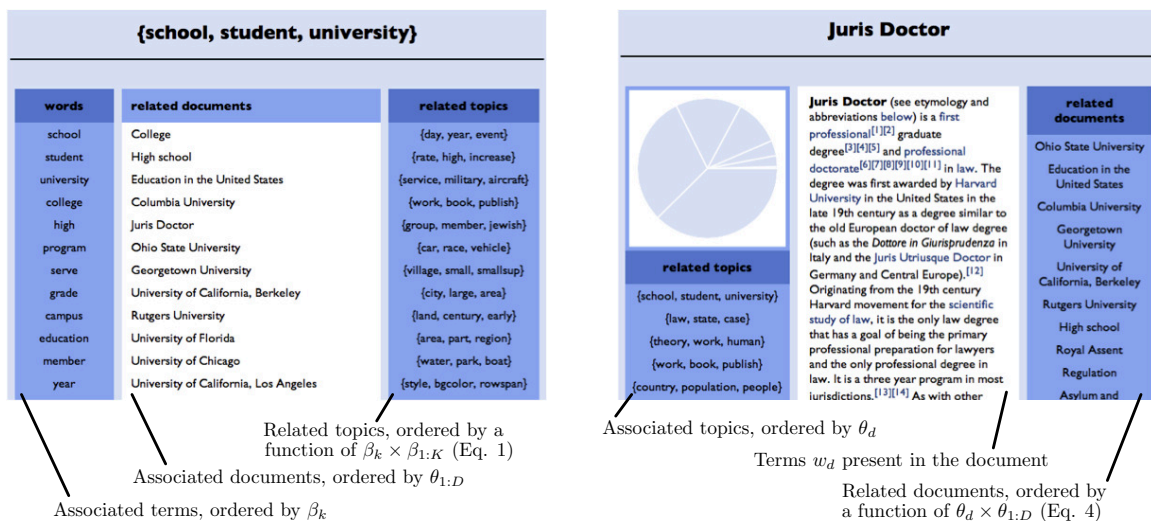 {school, student, university}
words
school
student
university
college
high
program
serve
grade
campus
education
member
year
related documents
College
High school
Education in the United States
Columbia University
Juris Doctor
Ohio State University
Georgetown University
University of California, Berkeley
Rutgers University
University of Florida
University of Chicago
University of California, Los Angeles
related topics
{day, year, event}
{rate, high, increase}
{service, military, aircraft}
{work, book, publish}
{group, member, jewish}
{car, race, vehicle}
{village, small, smallsup}
{city, large, area}
{land, century, early}
{area, part, region}
{water, park, boat}
{style, bgcolor, rowspan}
Related topics, ordered by a
function of βk × β1:K (Eq. 1)
Associated documents, ordered by θ1:D
Associated terms, ordered by βk
Juris Doctor
related topics
{school, student, university}
{law, state, case}
{theory, work, human}
{work, book, publish}
{country, population, people}
Juris Doctor (see etymology and
abbreviations below) is a first
professional[1][2] graduate
degree[3][4][5] and professional
doctorate[6][7][8][9][10][11] in law. The
degree was first awarded by Harvard
University in the United States in the
late 19th century as a degree similar to
the old European doctor of law degree
(such as the Dottore in Giurisprudenza in
Italy and the Juris Utriusque Doctor in
Germany and Central Europe).[12]
Originating from the 19th century
Harvard movement for the scientific
study of law, it is the only law degree
that has a goal of being the primary
professional preparation for lawyers
and the only professional degree in
law. It is a three year program in most
jurisdictions.[13][14] As with other
related
documents
Ohio State University
Education in the
United States
Columbia University
Georgetown
University
University of
California, Berkeley
Rutgers University
High school
Royal Assent
Regulation
Asylum and
Associated topics, ordered by θd
Terms wd present in the document
Related documents, ordered by
a function of θd × θ1:D (Eq. 4)